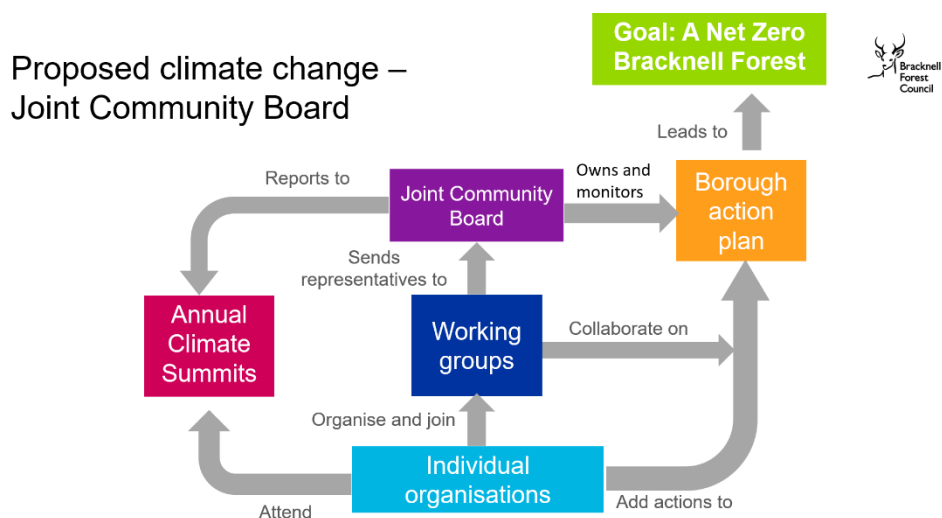 Proposed climate change –
Joint Community Board
Goal: A Net Zero
Bracknell Forest
Bracknell
Forest
Council
Leads to
Reports to
Joint Community
Board
Owns and
monitors
Borough
action
plan
Sends
representatives to
Annual
Climate
Summits
Working
groups
Collaborate on
Organise and join
Individual
organisations
Attend
Add actions to